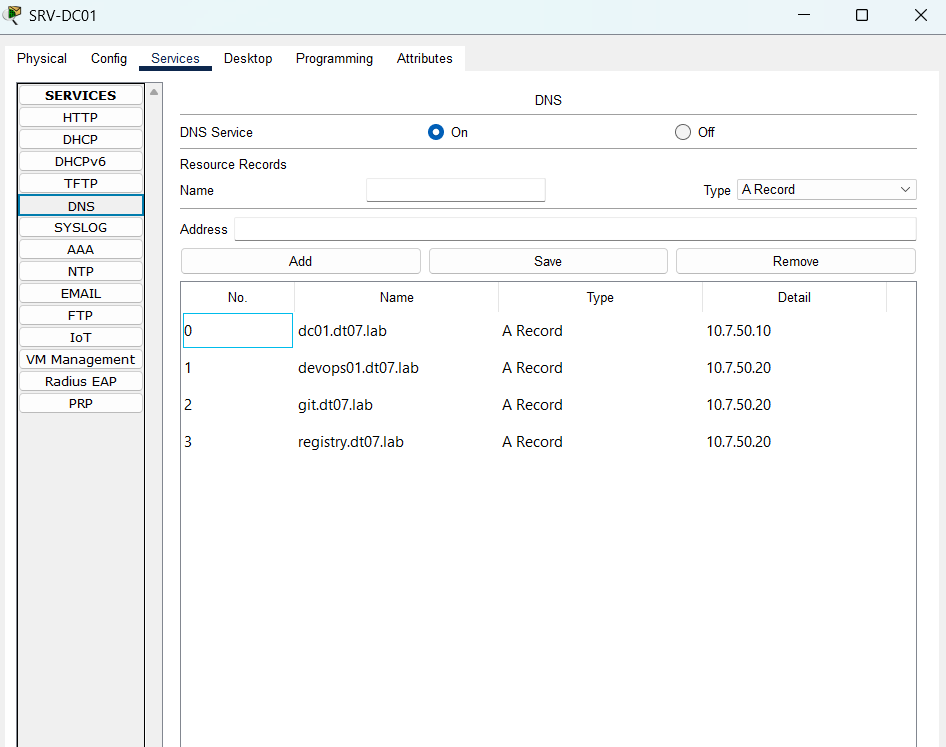 SRV-DC01
Physical Config Services Desktop Programming Attributes
SERVICES
HTTP
DHCP
DHCPv6
TFTP
DNS
SYSLOG
AAA
NTP
EMAIL
FTP
IoT
VM Management
Radius EAP
PRP
DNS
DNS Service On Off
Resource Records
Name Type A Record
Address
Add Save Remove
No. Name Type Detail
0 dc01.dt07.lab A Record 10.7.50.10
1 devops01.dt07.lab A Record 10.7.50.20
2 git.dt07.lab A Record 10.7.50.20
3 registry.dt07.lab A Record 10.7.50.20